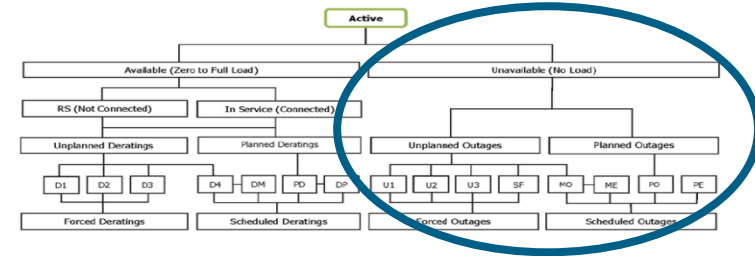 Active
Available (Zero to Full Load) Unavailable (No Load)
RS (Not Connected) In Service (Connected)
Unplanned Deratings Planned Deratings Unplanned Outages Planned Outages
D1 D2 D3 D4 DM PD DP U1 U2 U3 SF MO ME PO PE
Forced Deratings Scheduled Deratings Forced Outages Scheduled Outages